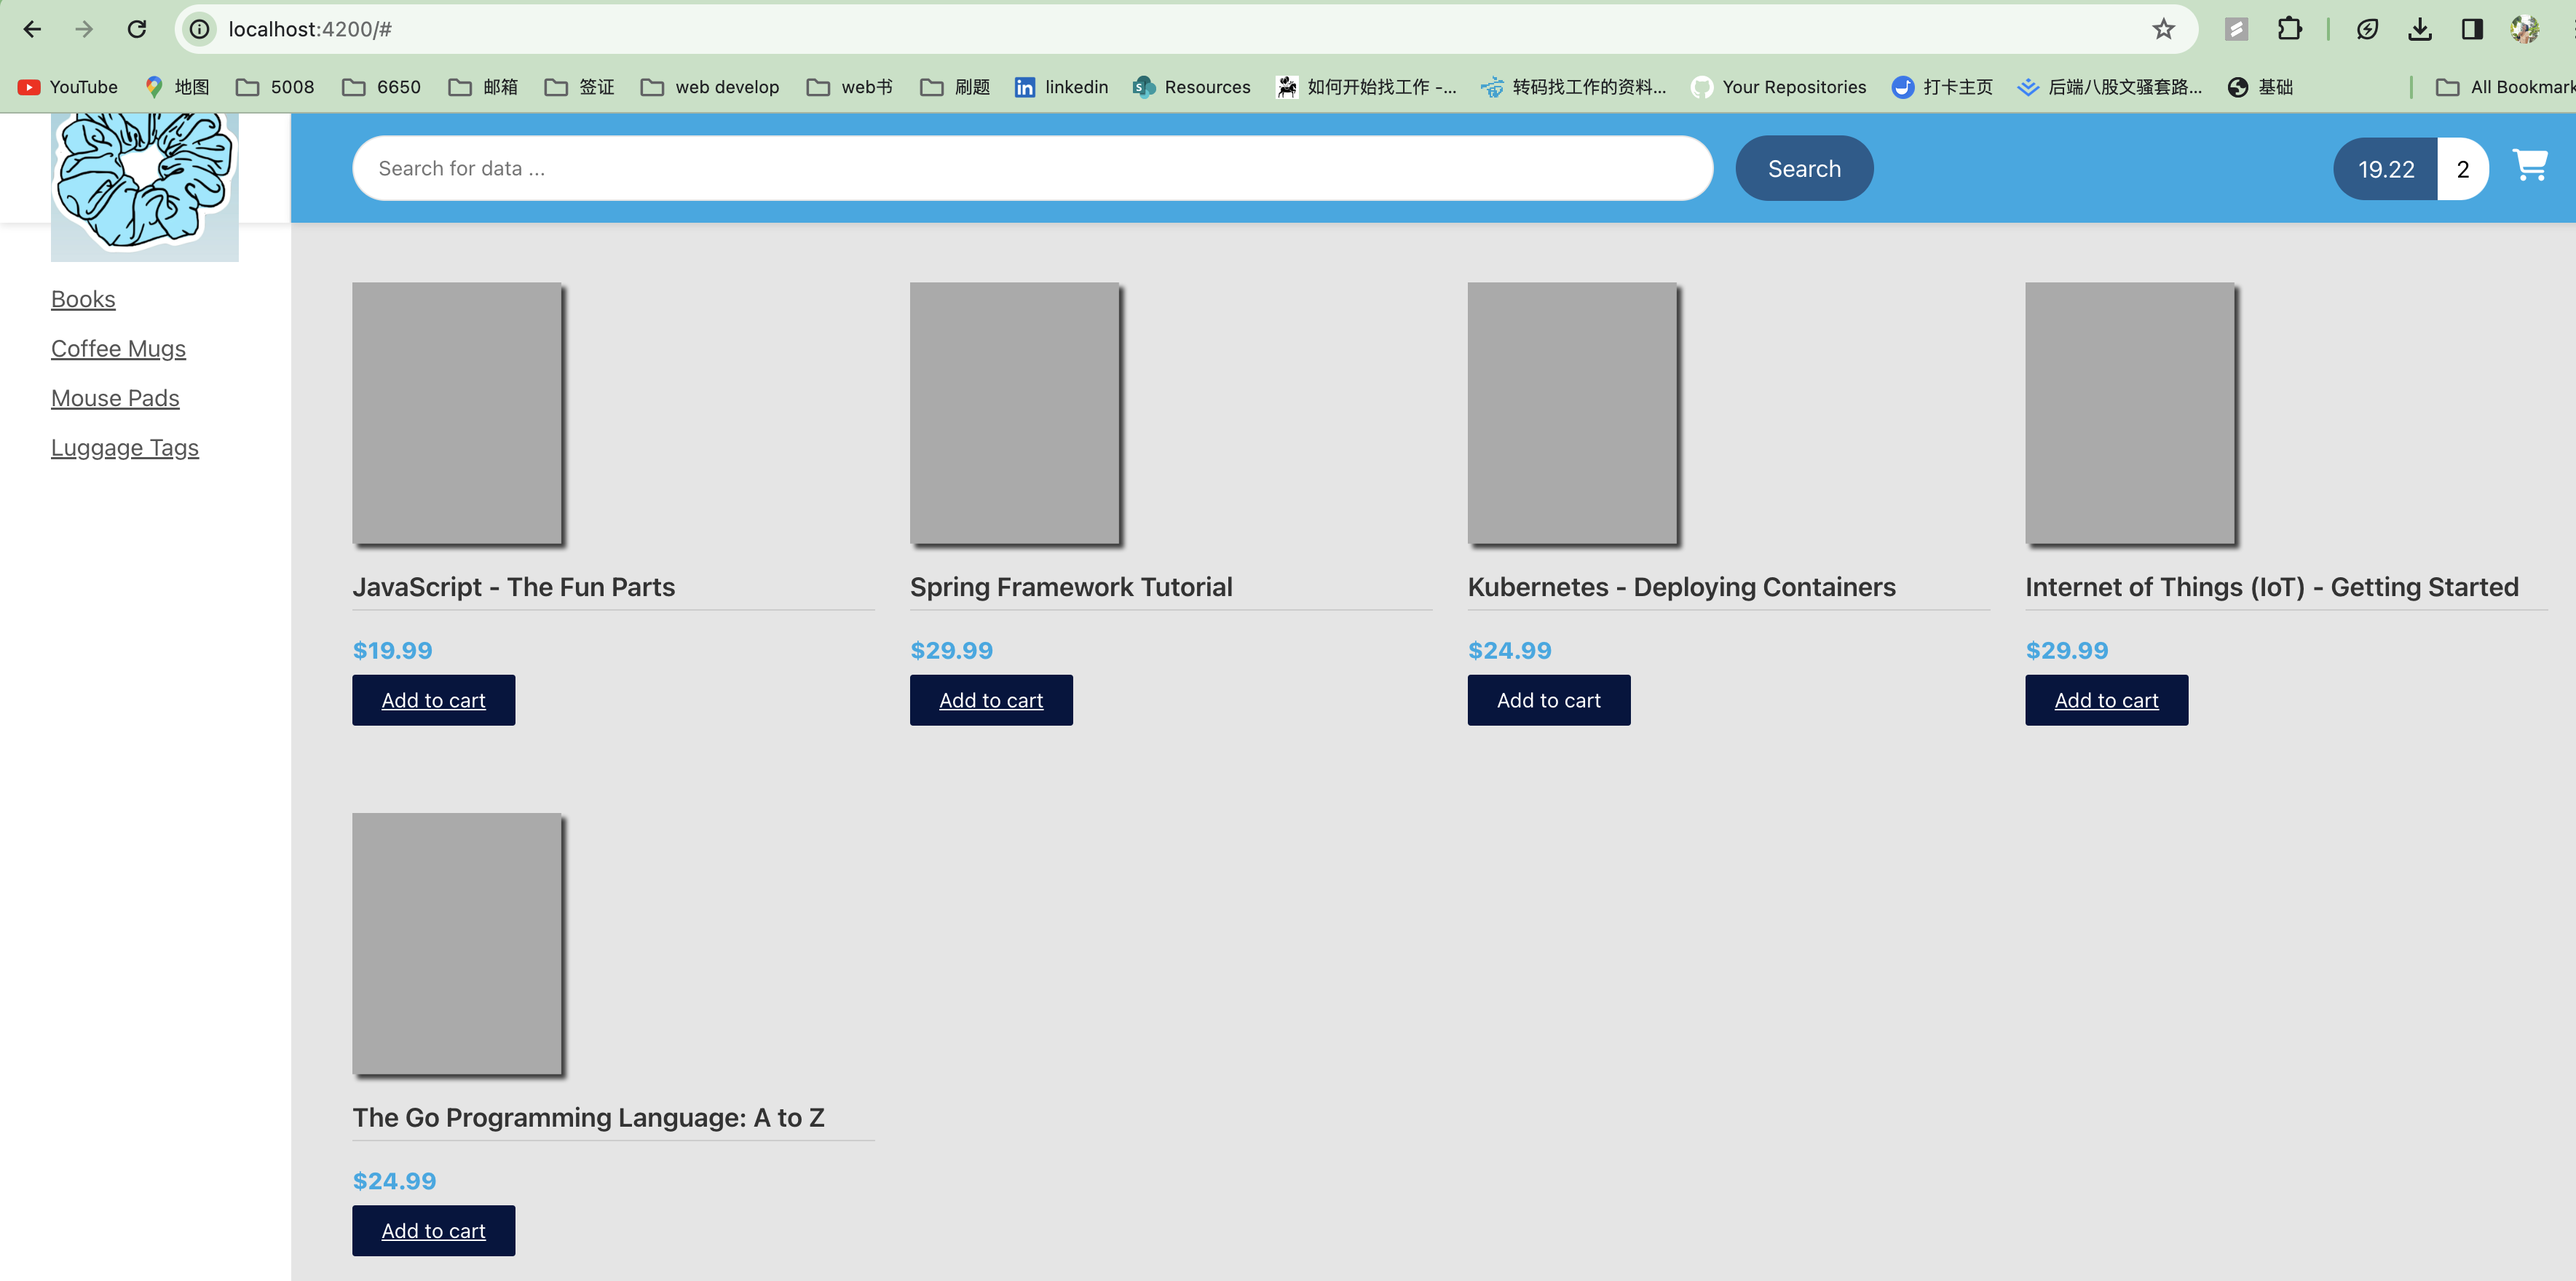 localhost:4200/#
YouTube 地图 5008 6650 邮箱 签证 web develop web书 刷题 linkedin Resources 如何开始找工作 -... 转码找工作的资料... Your Repositories 打卡主页 后端八股文骚套路... 基础 All Bookmark
Search for data ... Search 19.22 2
Books
Coffee Mugs
Mouse Pads
Luggage Tags
JavaScript - The Fun Parts Spring Framework Tutorial Kubernetes - Deploying Containers Internet of Things (IoT) - Getting Started
$19.99 $29.99 $24.99 $29.99
Add to cart Add to cart Add to cart Add to cart
The Go Programming Language: A to Z
$24.99
Add to cart